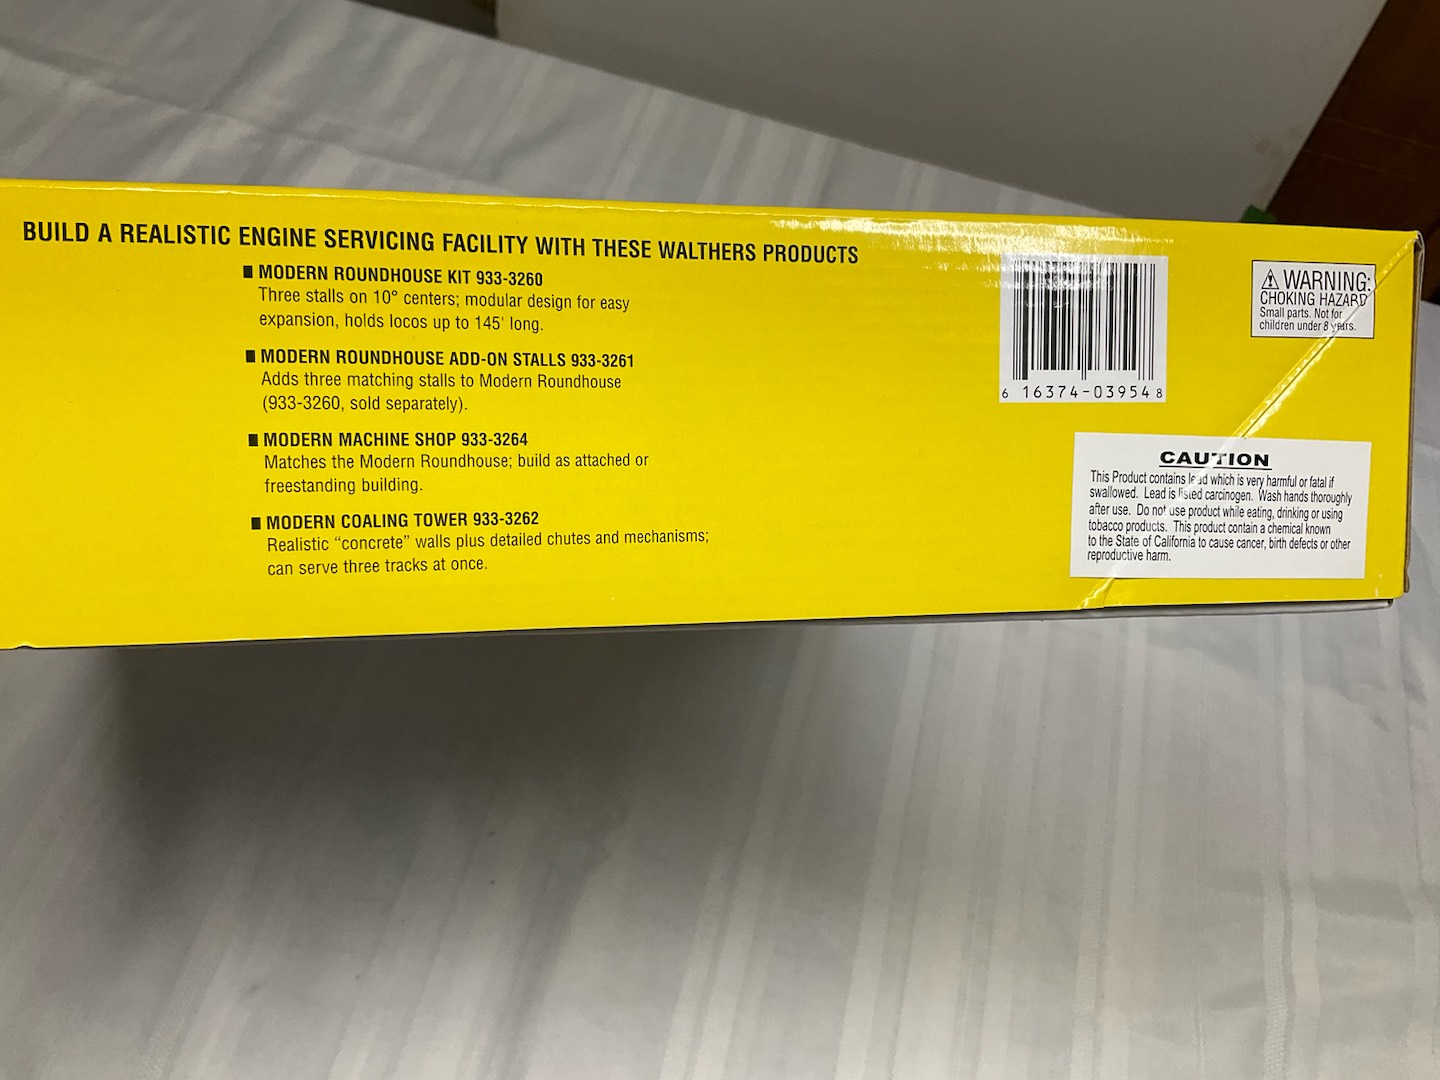 BUILD A REALISTIC ENGINE SERVICING FACILITY WITH THESE WALTHERS PRODUCTS
■ MODERN ROUNDHOUSE KIT 933-3260
Three stalls on 10° centers; modular design for easy
expansion, holds locos up to 145' long.
■ MODERN ROUNDHOUSE ADD-ON STALLS 933-3261
Adds three matching stalls to Modern Roundhouse
(933-3260, sold separately).
■ MODERN MACHINE SHOP 933-3264
Matches the Modern Roundhouse; build as attached or
freestanding building.
■ MODERN COALING TOWER 933-3262
Realistic “concrete” walls plus detailed chutes and mechanisms;
can serve three tracks at once.
6 16374-03954 8
⚠ WARNING:
CHOKING HAZARD
Small parts. Not for
children under 8 years.
CAUTION
This Product contains lead which is very harmful or fatal if
swallowed. Lead is listed carcinogen. Wash hands thoroughly
after use. Do not use product while eating, drinking or using
tobacco products. This product contain a chemical known
to the State of California to cause cancer, birth defects or other
reproductive harm.